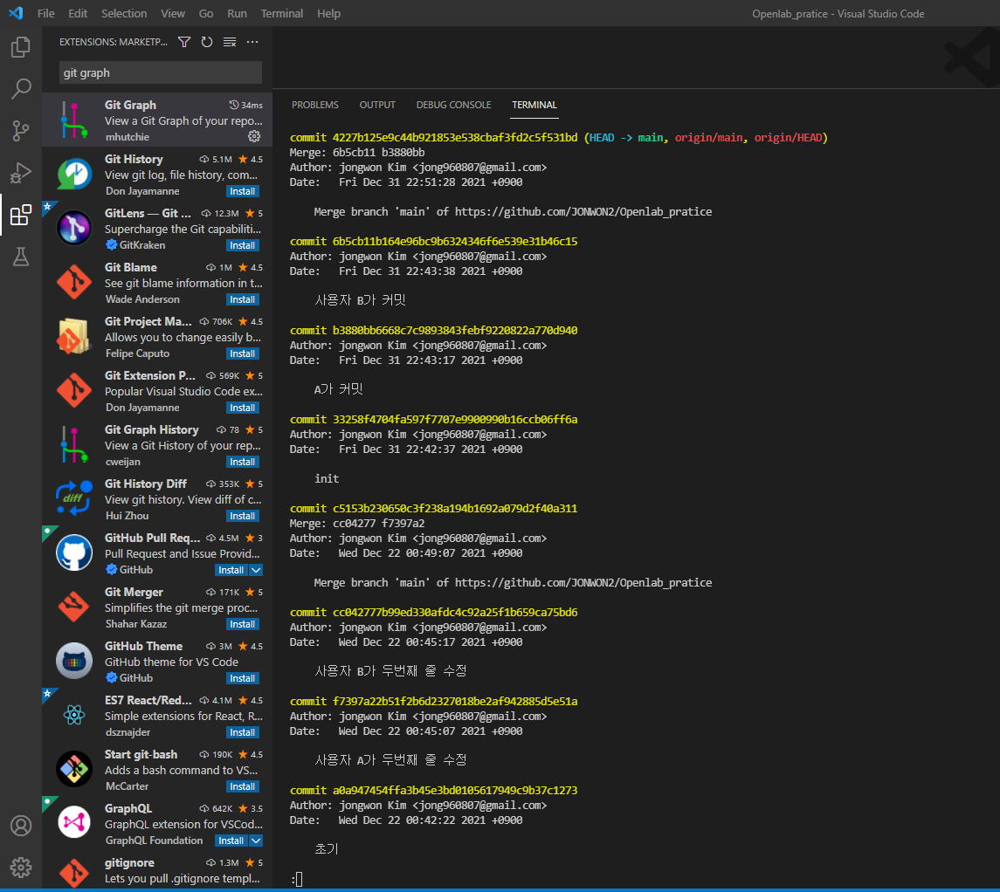 File Edit Selection View Go Run Terminal Help
Openlab_pratice - Visual Studio Code
EXTENSIONS: MARKETP...
git graph
Git Graph 34ms
View a Git Graph of your repo...
mhutchie
Git History 5.1M 4.5
View git log, file history, com...
Don Jayamanne Install
GitLens — Git ... 12.3M 5
Supercharge the Git capabiliti...
GitKraken Install
Git Blame 1M 4.5
See git blame information in t...
Wade Anderson Install
Git Project Ma... 706K 4.5
Allows you to change easily b...
Felipe Caputo Install
Git Extension P... 569K 5
Popular Visual Studio Code ex...
Don Jayamanne Install
Git Graph History 78 5
View a Git History of your rep...
cweijan Install
Git History Diff 353K 5
View git history. View diff of c...
Hui Zhou Install
diff
GitHub Pull Req... 4.5M 3
Pull Request and Issue Provid...
GitHub Install
Git Merger 171K 5
Simplifies the git merge proc...
Shahar Kazaz Install
GitHub Theme 3M 4.5
GitHub theme for VS Code
GitHub Install
ES7 React/Red... 4.1M 4.5
Simple extensions for React, R...
dsznajder Install
Start git-bash 190K 4.5
Adds a bash command to VS...
McCarter Install
GraphQL 642K 3.5
GraphQL extension for VSCod...
GraphQL Foundation Install
gitignore 1.3M 5
Lets you pull .gitignore templ...
PROBLEMS OUTPUT DEBUG CONSOLE TERMINAL
commit 4227b125e9c44b921853e538cbaf3fd2c5f531bd (HEAD -> main, origin/main, origin/HEAD)
Merge: 6b5cb11 b3880bb
Author: jongwon Kim <jong960807@gmail.com>
Date: Fri Dec 31 22:51:28 2021 +0900
Merge branch 'main' of https://github.com/JONWON2/Openlab_pratice
commit 6b5cb11b164e96bc9b6324346f6e539e31b46c15
Author: jongwon Kim <jong960807@gmail.com>
Date: Fri Dec 31 22:43:38 2021 +0900
사용자 B가 커밋
commit b3880bb6668c7c9893843febf9220822a770d940
Author: jongwon Kim <jong960807@gmail.com>
Date: Fri Dec 31 22:43:17 2021 +0900
A가 커밋
commit 33258f4704fa597f7707e9900990b16ccb06ff6a
Author: jongwon Kim <jong960807@gmail.com>
Date: Fri Dec 31 22:42:37 2021 +0900
init
commit c5153b230650c3f238a194b1692a079d2f40a311
Merge: cc04277 f7397a2
Author: jongwon Kim <jong960807@gmail.com>
Date: Wed Dec 22 00:49:07 2021 +0900
Merge branch 'main' of https://github.com/JONWON2/Openlab_pratice
commit cc042777b99ed330afdc4c92a25f1b659ca75bd6
Author: jongwon Kim <jong960807@gmail.com>
Date: Wed Dec 22 00:45:17 2021 +0900
사용자 B가 두번째 줄 수정
commit f7397a22b51f2b6d2327018be2af942885d5e51a
Author: jongwon Kim <jong960807@gmail.com>
Date: Wed Dec 22 00:45:07 2021 +0900
사용자 A가 두번째 줄 수정
commit a0a947454ffa3b45e3bd0105617949c9b37c1273
Author: jongwon Kim <jong960807@gmail.com>
Date: Wed Dec 22 00:42:22 2021 +0900
초기
: